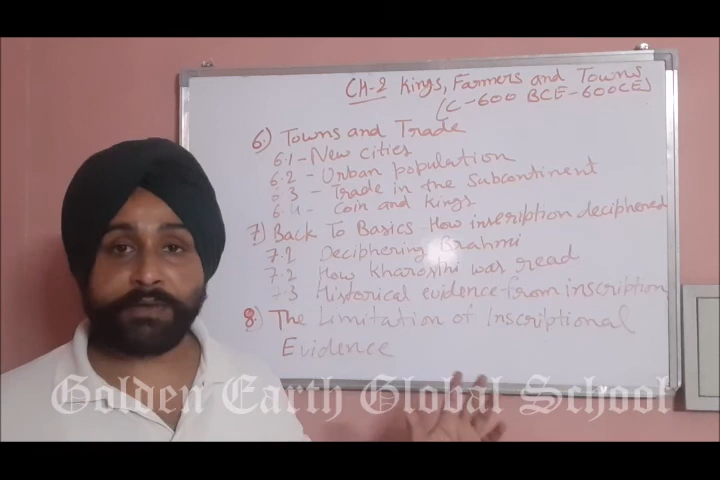 CH-2 Kings, Farmers and Towns
(C-600 BCE-600CE)
6.) Towns and Trade
6.1 - New Cities
6.2 - Urban population
6.3 - Trade in the Subcontinent
6.4 - Coin and Kings
7) Back To Basics - How inscription deciphered
7.2 Deciphering Brahmi
7.2 How Kharosthi was read
7.3 Historical evidence from inscription
8.) The Limitation of Inscriptional
Evidence
Golden Earth Global School